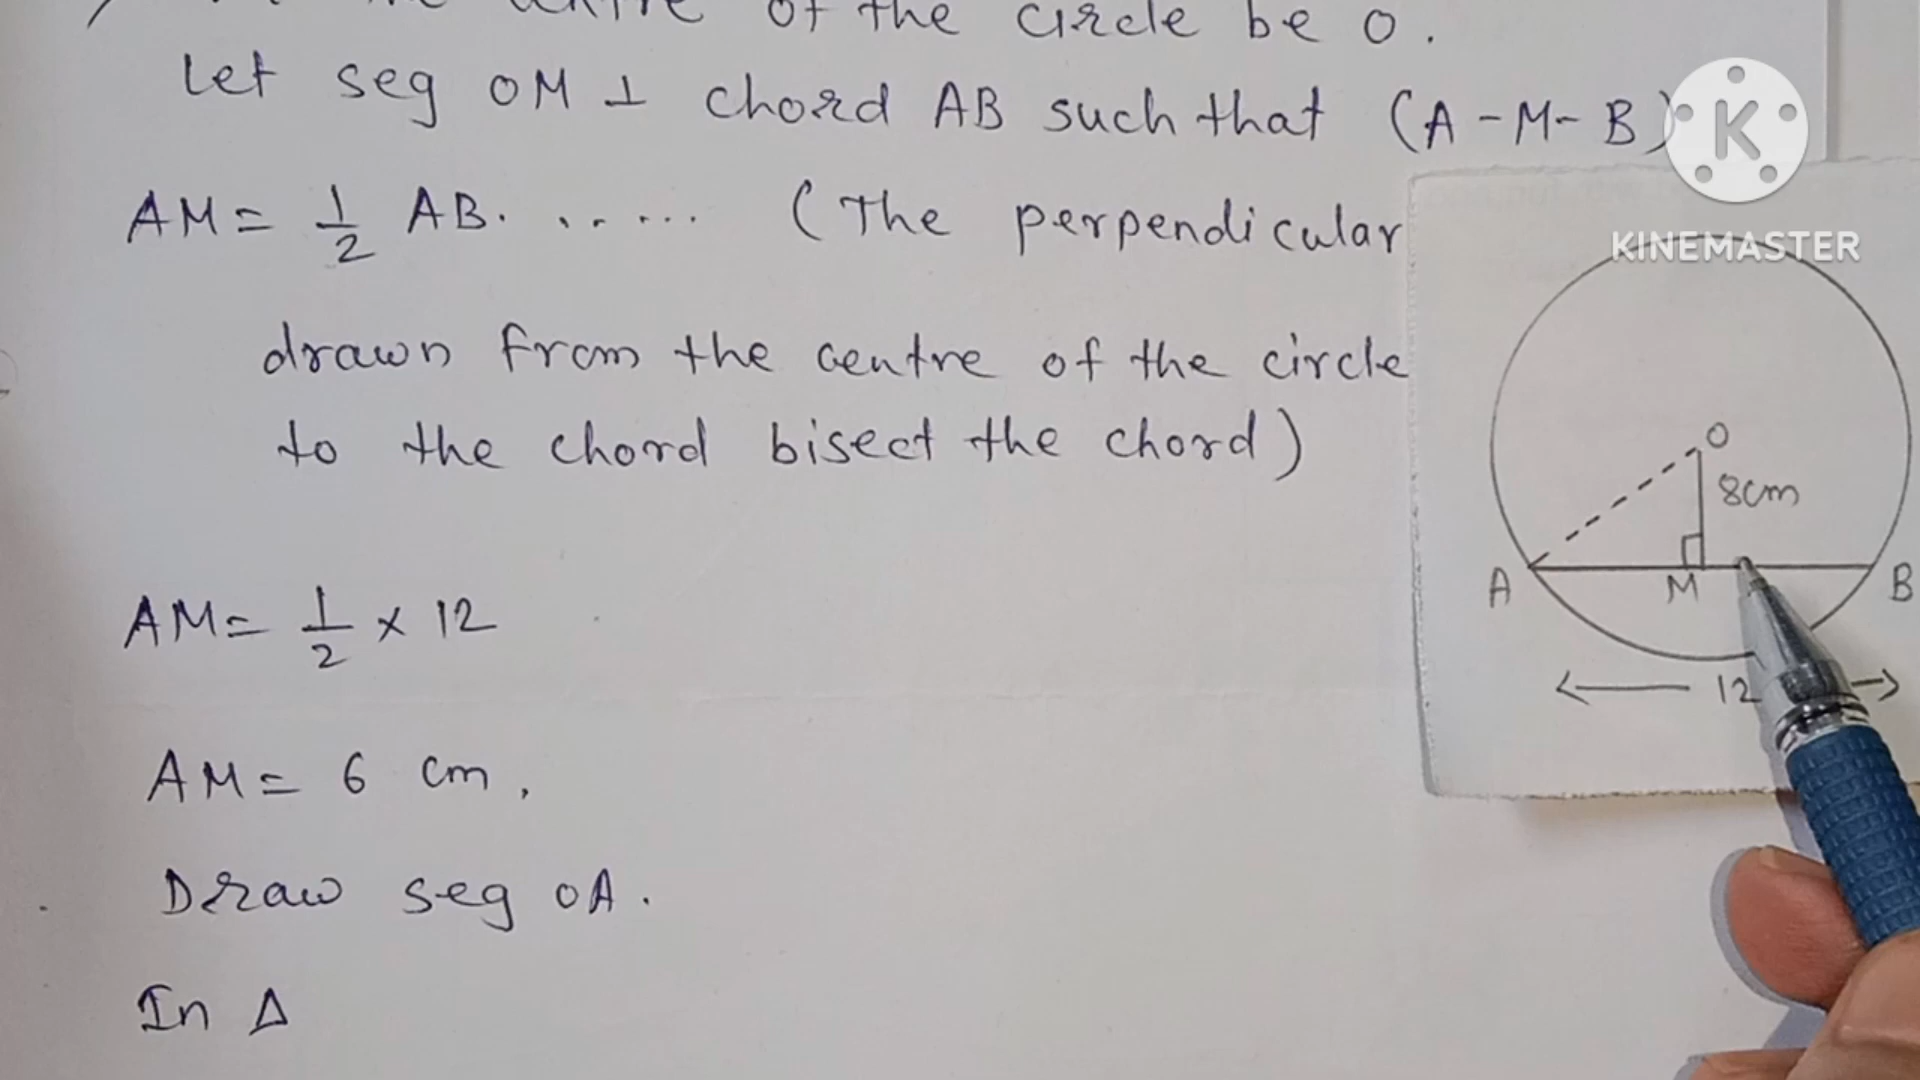 the centre of the circle be O.
Let seg OM ⊥ chord AB such that (A - M - B)
K
KINEMASTER
AM = 1/2 AB. ...... (The perpendicular
drawn from the centre of the circle
to the chord bisect the chord)
O
8cm
A M B
12
AM = 1/2 × 12
AM = 6 cm.
Draw seg OA.
In Δ